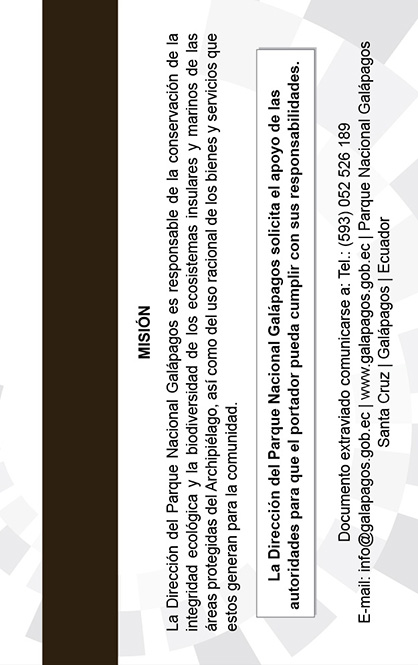 MISIÓN
La Dirección del Parque Nacional Galápagos es responsable de la conservación de la
integridad ecológica y la biodiversidad de los ecosistemas insulares y marinos de las
áreas protegidas del Archipiélago, así como del uso racional de los bienes y servicios que
estos generan para la comunidad.
La Dirección del Parque Nacional Galápagos solicita el apoyo de las
autoridades para que el portador pueda cumplir con sus responsabilidades.
Documento extraviado comunicarse a: Tel.: (593) 052 526 189
E-mail: info@galapagos.gob.ec | www.galapagos.gob.ec | Parque Nacional Galápagos
Santa Cruz | Galápagos | Ecuador